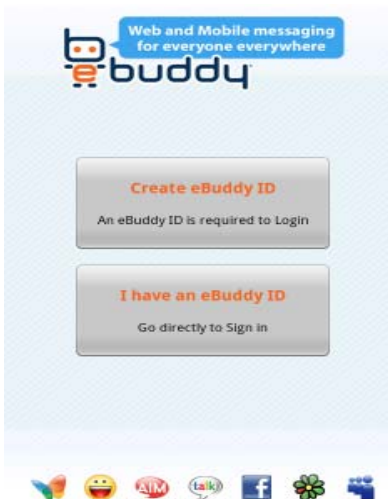 Web and Mobile messaging
for everyone everywhere
ebuddy
Create eBuddy ID
An eBuddy ID is required to Login
I have an eBuddy ID
Go directly to Sign in
AIM
talk
f